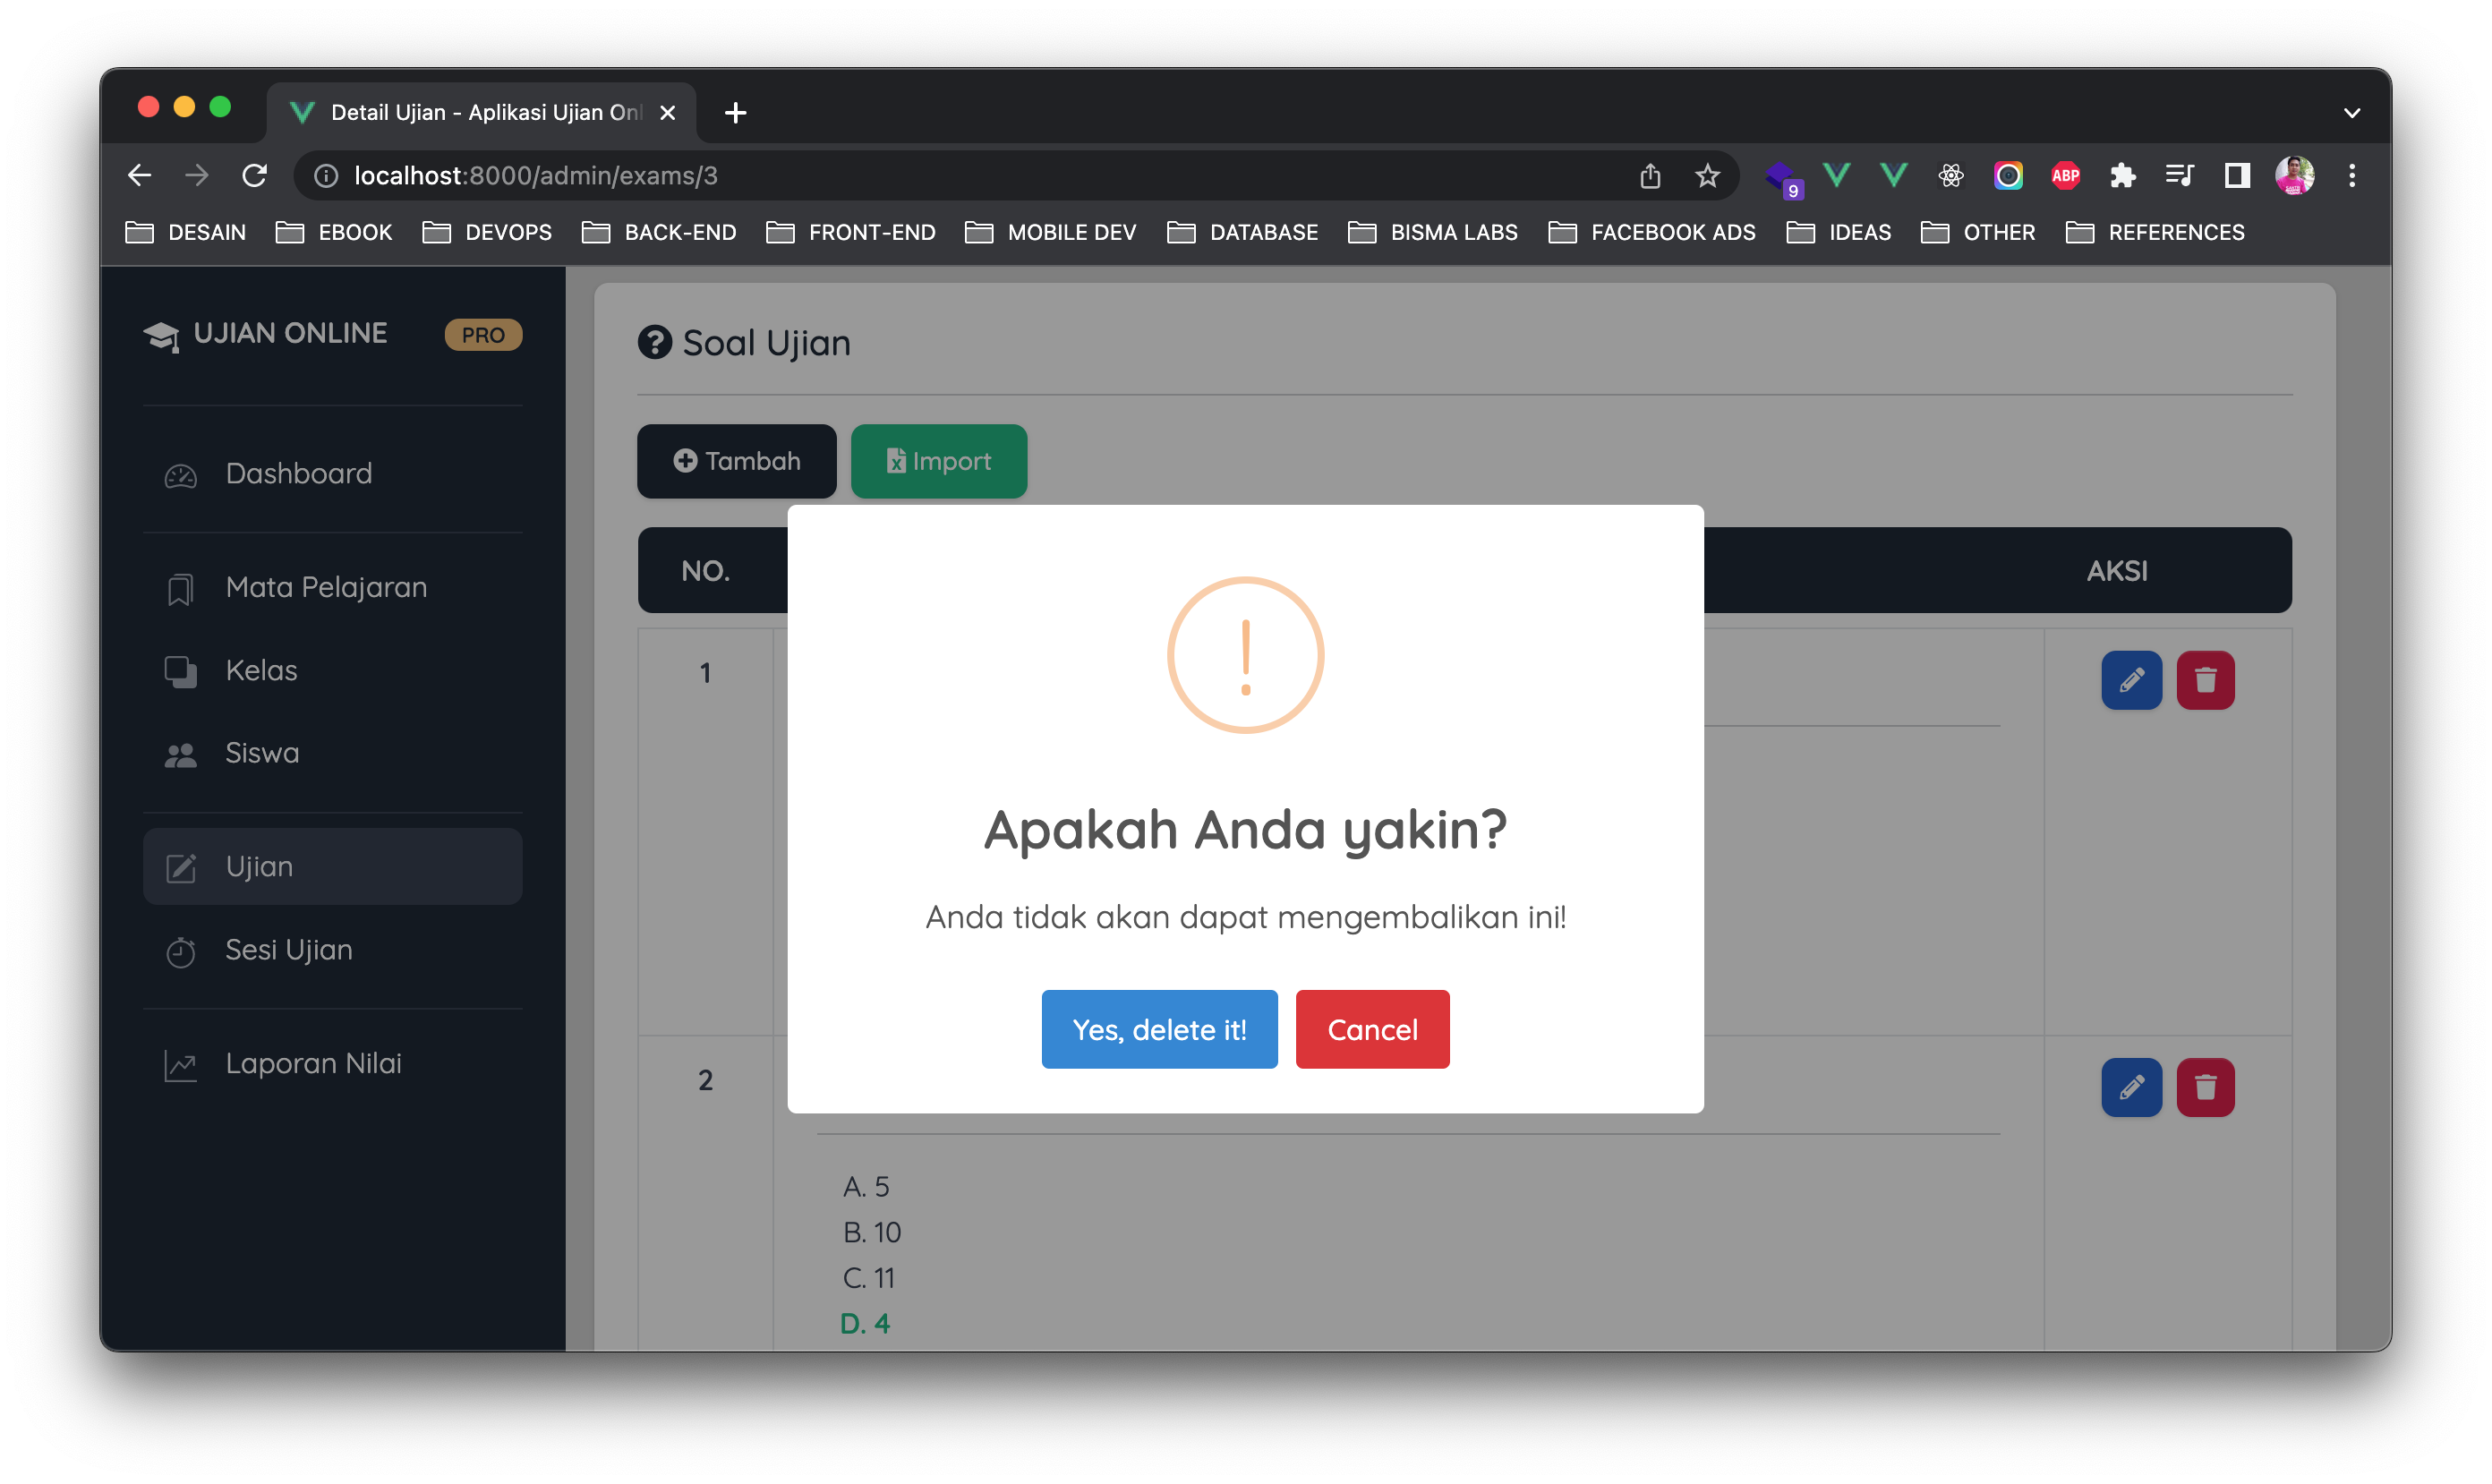 Detail Ujian - Aplikasi Ujian Onl
localhost:8000/admin/exams/3
9
ABP
DESAIN EBOOK DEVOPS BACK-END FRONT-END MOBILE DEV DATABASE BISMA LABS FACEBOOK ADS IDEAS OTHER REFERENCES
UJIAN ONLINE PRO
Dashboard
Mata Pelajaran
Kelas
Siswa
Ujian
Sesi Ujian
Laporan Nilai
Soal Ujian
Tambah Import
NO. AKSI
1
2
A. 5
B. 10
C. 11
D. 4
Apakah Anda yakin?
Anda tidak akan dapat mengembalikan ini!
Yes, delete it! Cancel